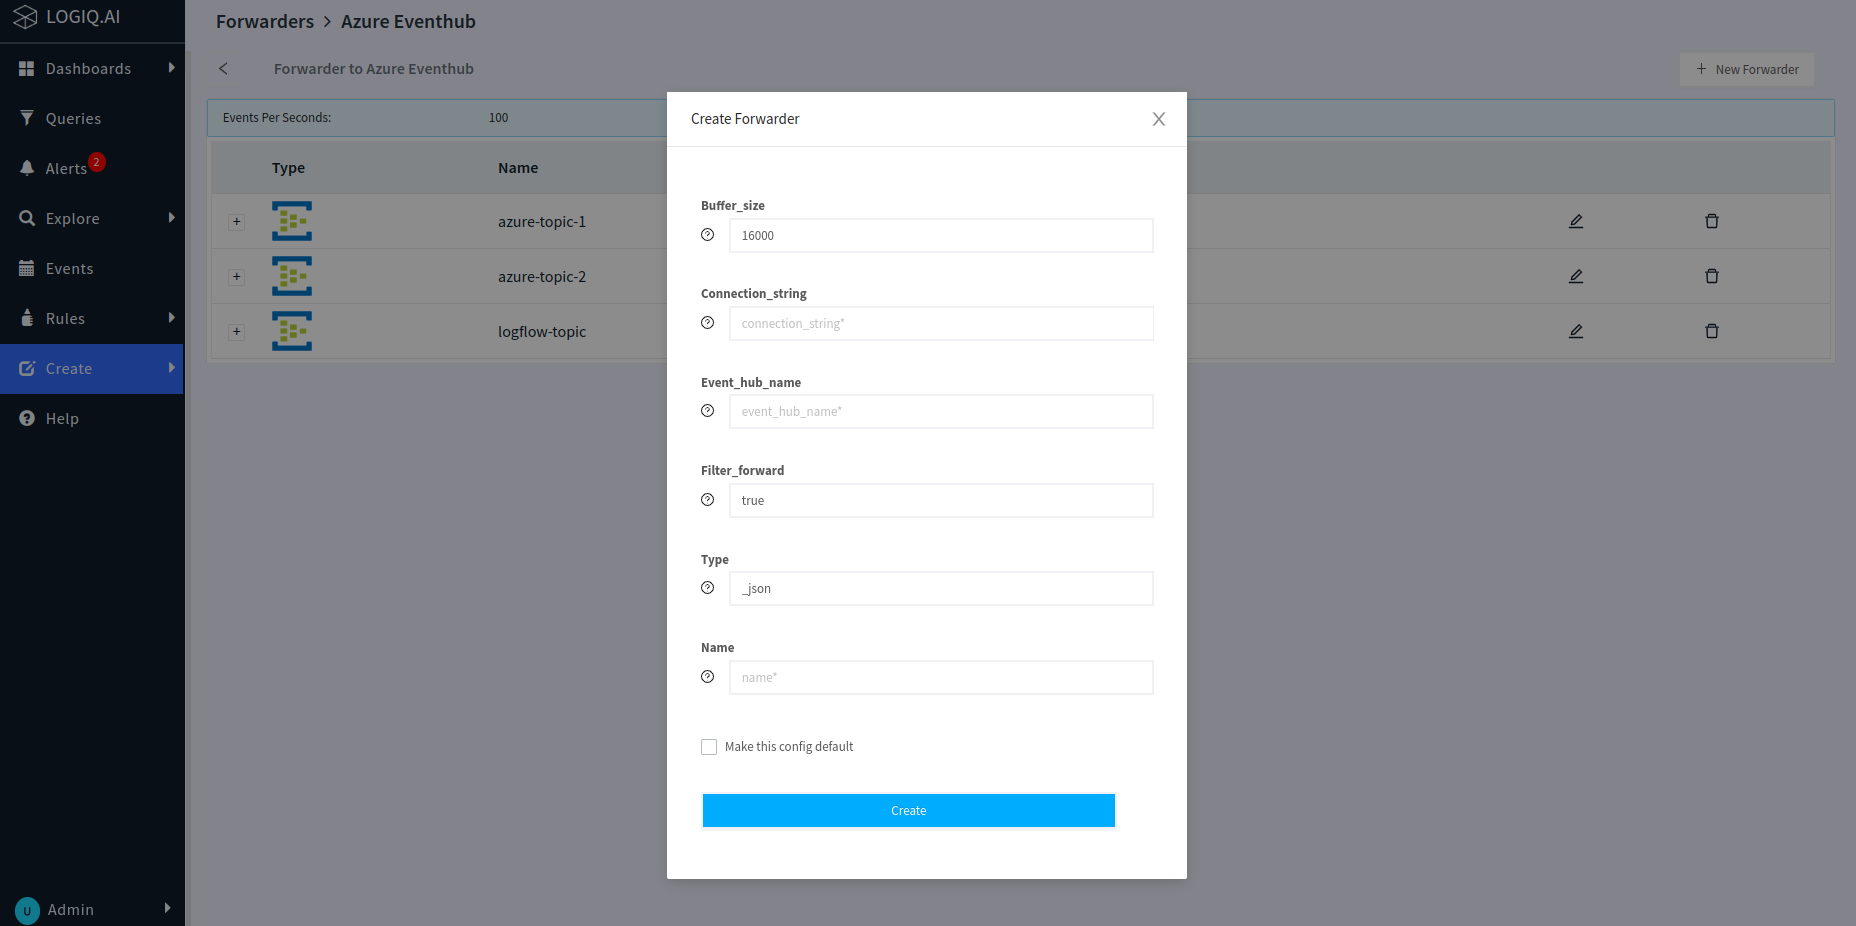 LOGIQ.AI
Dashboards
Queries
Alerts 2
Explore
Events
Rules
Create
Help
U Admin
Forwarders > Azure Eventhub
Forwarder to Azure Eventhub
+ New Forwarder
Events Per Seconds: 100
Type Name
azure-topic-1
azure-topic-2
logflow-topic
Create Forwarder
Buffer_size
16000
Connection_string
connection_string*
Event_hub_name
event_hub_name*
Filter_forward
true
Type
_json
Name
name*
Make this config default
Create